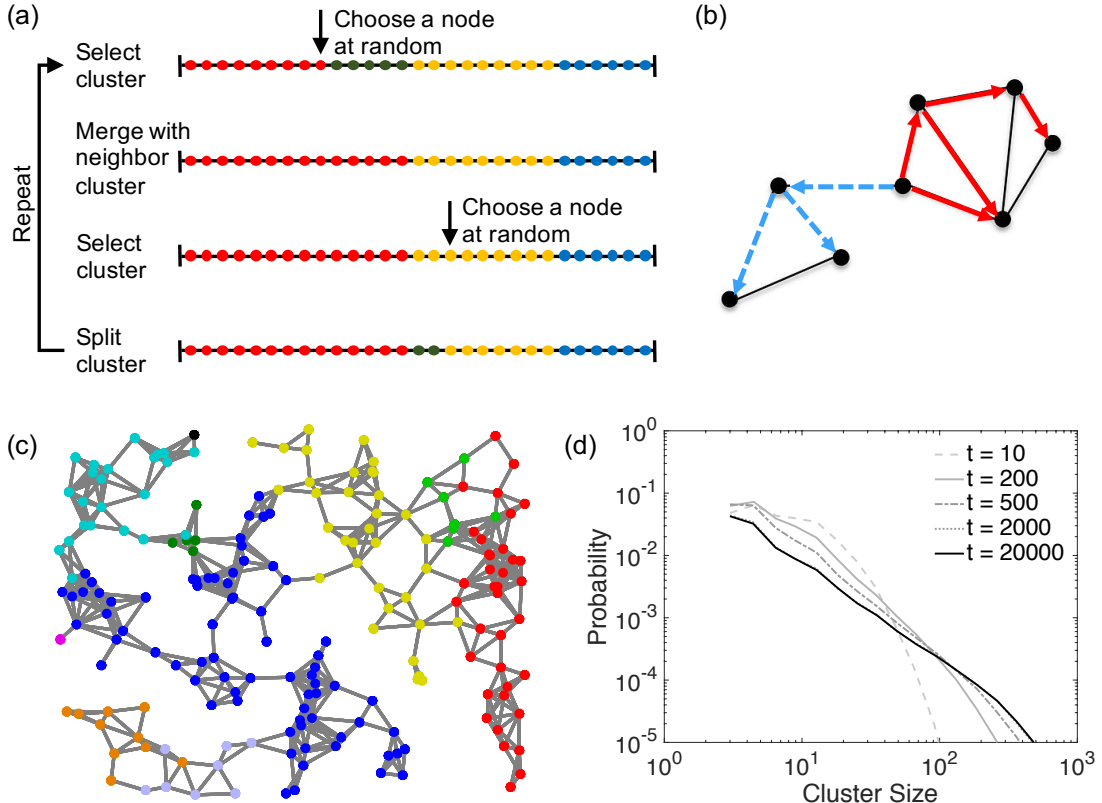 (a)
Choose a node
at random
Select
cluster
Merge with
neighbor
cluster
Repeat
Choose a node
at random
Select
cluster
Split
cluster
(b)
(c)
(d)
10^0
10^-1
10^-2
10^-3
10^-4
10^-5
Probability
t = 10
t = 200
t = 500
t = 2000
t = 20000
10^0
10^1
10^2
10^3
Cluster Size